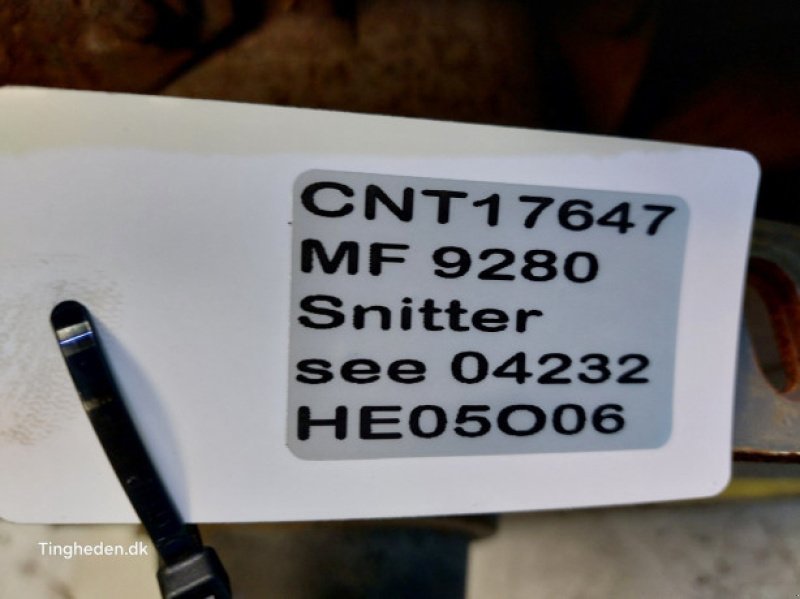 CNT17647
MF 9280
Snitter
see 04232
HE05O06
Tingheden.dk